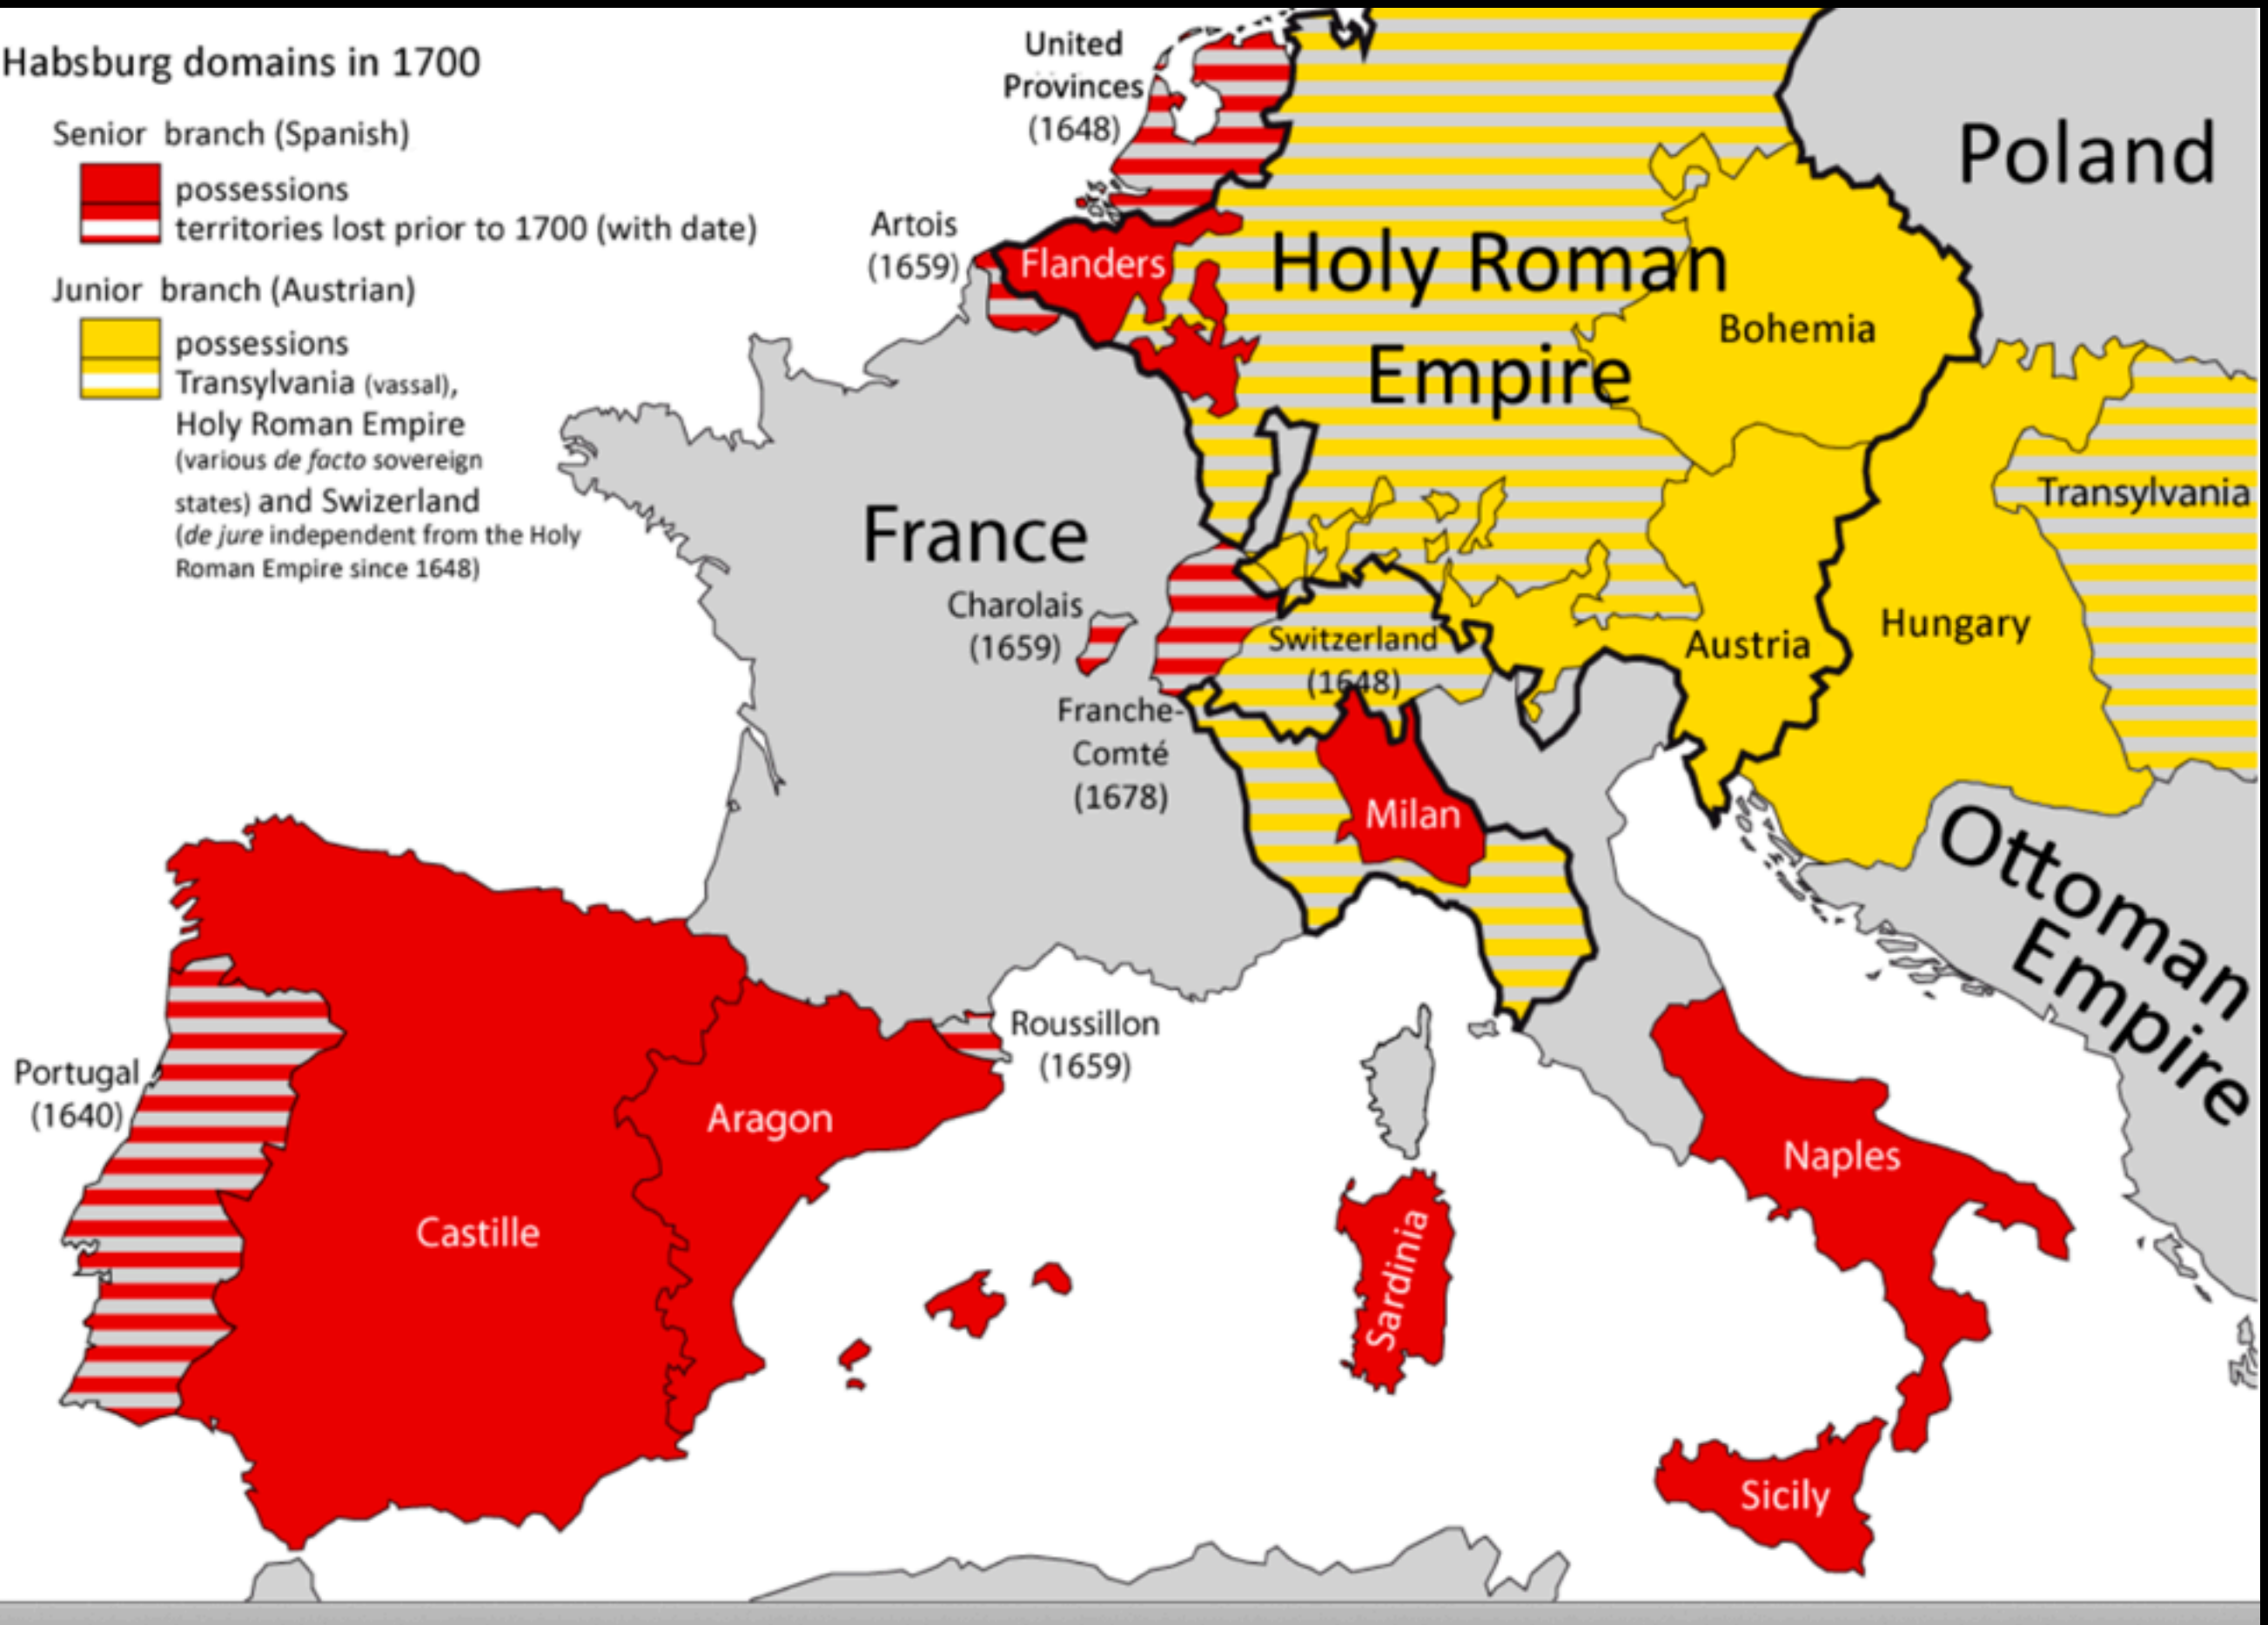 Habsburg domains in 1700
Senior branch (Spanish)
possessions
territories lost prior to 1700 (with date)
Junior branch (Austrian)
possessions
Transylvania (vassal),
Holy Roman Empire
(various de facto sovereign
states) and Swizerland
(de jure independent from the Holy
Roman Empire since 1648)
United
Provinces
(1648)
Poland
Artois
(1659)
Flanders
Holy Roman
Empire
Bohemia
Transylvania
France
Charolais
(1659)
Switzerland
(1648)
Austria
Hungary
Franche-
Comté
(1678)
Milan
Ottoman
Empire
Roussillon
(1659)
Portugal
(1640)
Aragon
Castille
Naples
Sardinia
Sicily